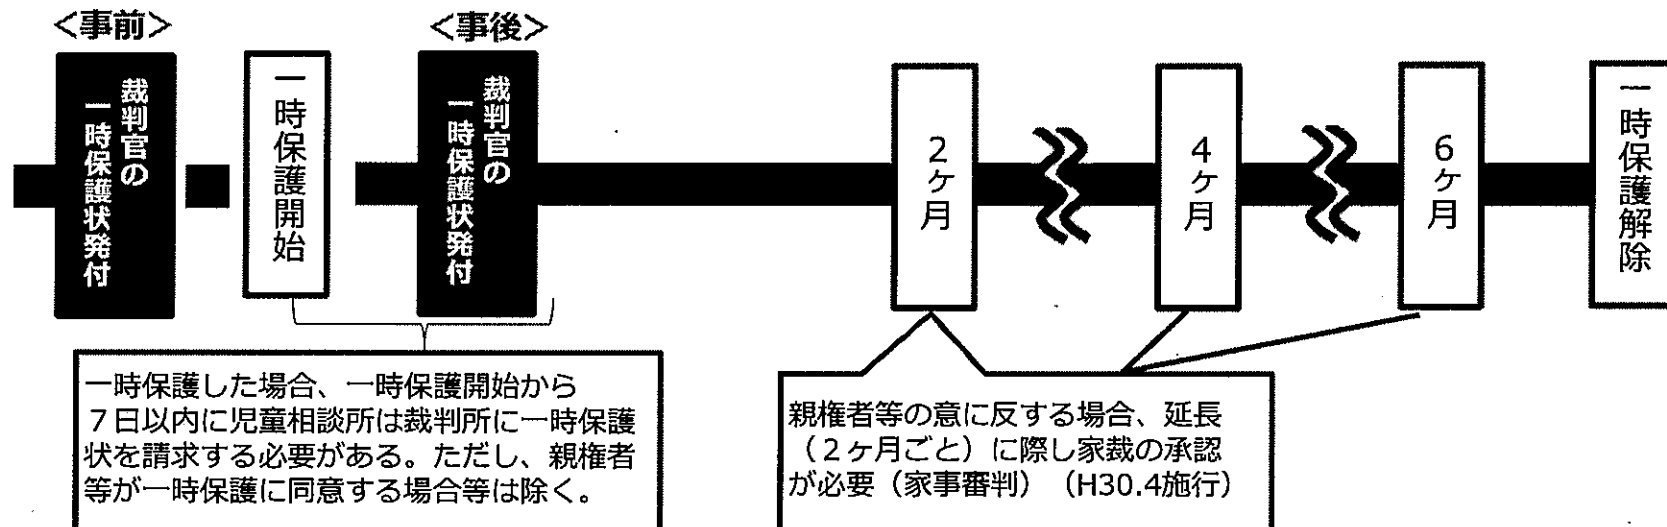 ＜事前＞
裁判官の
一時保護状発付
一時保護開始
＜事後＞
裁判官の
一時保護状発付
２ヶ月
４ヶ月
６ヶ月
一時保護解除
一時保護した場合、一時保護開始から
７日以内に児童相談所は裁判所に一時保護
状を請求する必要がある。ただし、親権者
等が一時保護に同意する場合等は除く。
親権者等の意に反する場合、延長
（２ヶ月ごと）に際し家裁の承認
が必要（家事審判）（H30.4施行）